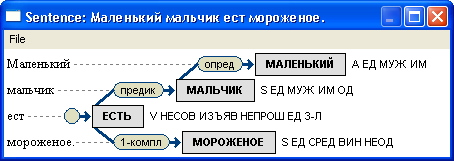 Sentence: Маленький мальчик ест мороженое.
File
Маленький опред МАЛЕНЬКИЙ A ЕД МУЖ ИМ
мальчик предик МАЛЬЧИК S ЕД МУЖ ИМ ОД
ест ЕСТЬ V НЕСОВ ИЗЪЯВ НЕПРОШ ЕД 3-Л
мороженое. 1-компл МОРОЖЕНОЕ S ЕД СРЕД ВИН НЕОД